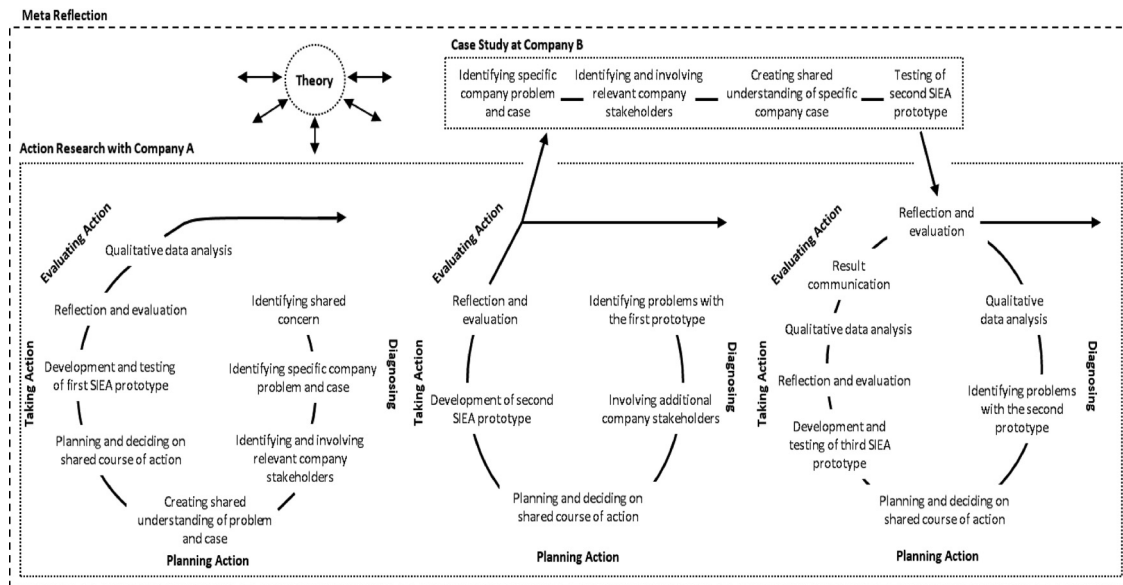 Meta Reflection
Case Study at Company B
Identifying specific
company problem
and case
Identifying and involving
relevant company
stakeholders
Creating shared
understanding of specific
company case
Testing of
second SIEA
prototype
Theory
Action Research with Company A
Evaluating Action
Qualitative data analysis
Reflection and evaluation
Development and testing
of first SIEA prototype
Taking Action
Planning and deciding on
shared course of action
Creating shared
understanding of problem
and case
Planning Action
Identifying shared
concern
Identifying specific company
problem and case
Identifying and involving
relevant company
stakeholders
Diagnosing
Evaluating Action
Reflection and
evaluation
Taking Action
Development of second
SIEA prototype
Planning and deciding on
shared course of action
Planning Action
Identifying problems with
the first prototype
Involving additional
company stakeholders
Diagnosing
Evaluating Action
Reflection and
evaluation
Result
communication
Qualitative data analysis
Reflection and evaluation
Taking Action
Development and
testing of third SIEA
prototype
Planning and deciding on
shared course of action
Planning Action
Qualitative
data analysis
Identifying problems
with the second
prototype
Diagnosing